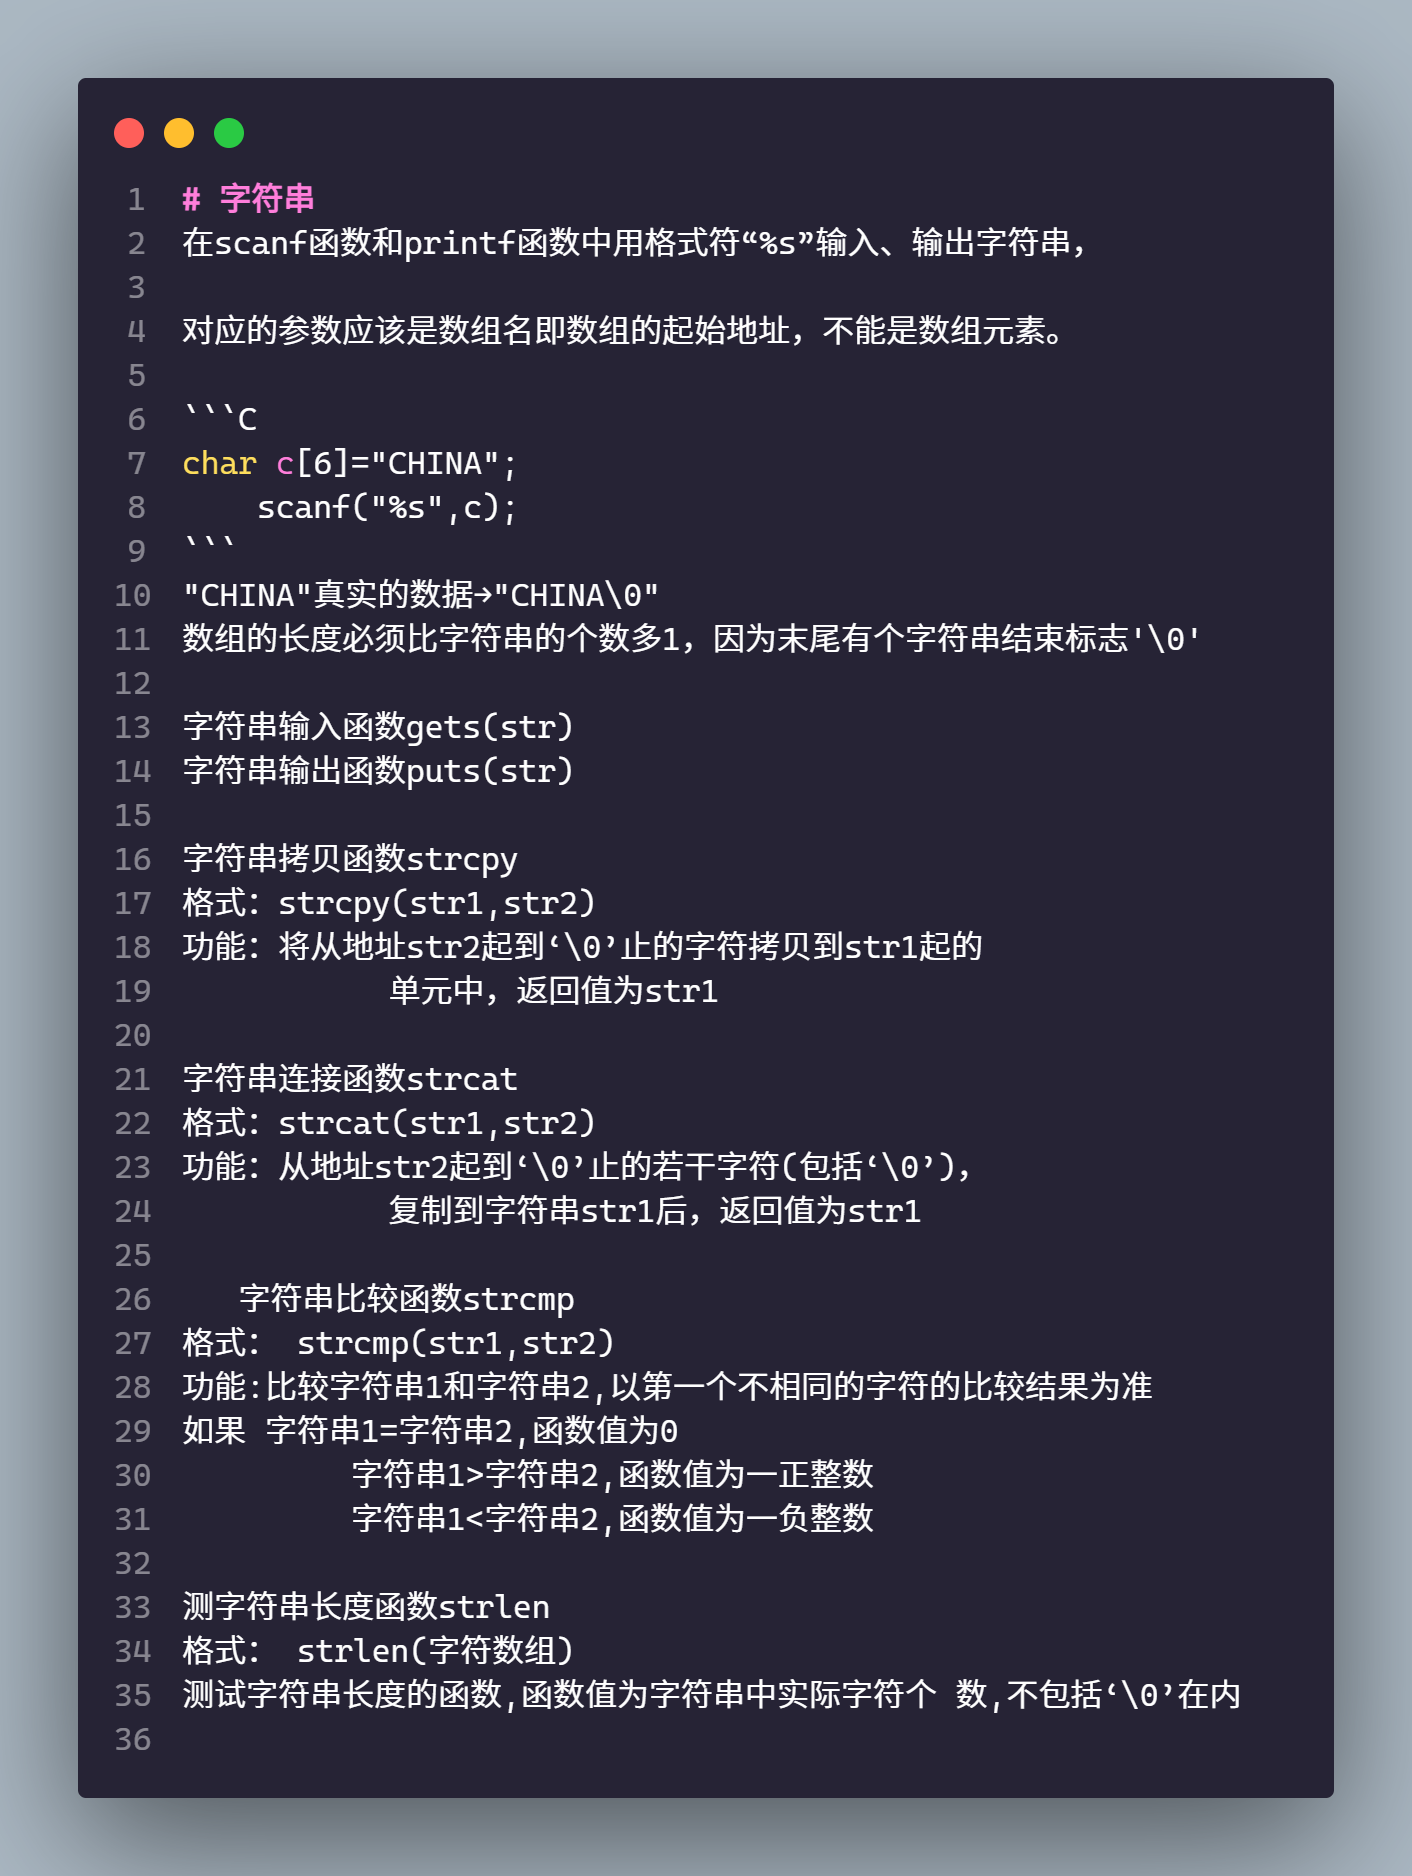 1 # 字符串
2 在scanf函数和printf函数中用格式符“%s”输入、输出字符串，
3
4 对应的参数应该是数组名即数组的起始地址，不能是数组元素。
5
6 ```C
7 char c[6]="CHINA";
8     scanf("%s",c);
9 ```
10 "CHINA"真实的数据→"CHINA\0"
11 数组的长度必须比字符串的个数多1，因为末尾有个字符串结束标志'\0'
12
13 字符串输入函数gets(str)
14 字符串输出函数puts(str)
15
16 字符串拷贝函数strcpy
17 格式：strcpy(str1,str2)
18 功能：将从地址str2起到‘\0’止的字符拷贝到str1起的
19            单元中，返回值为str1
20
21 字符串连接函数strcat
22 格式：strcat(str1,str2)
23 功能：从地址str2起到‘\0’止的若干字符(包括‘\0’)，
24            复制到字符串str1后，返回值为str1
25
26    字符串比较函数strcmp
27 格式： strcmp(str1,str2)
28 功能:比较字符串1和字符串2,以第一个不相同的字符的比较结果为准
29 如果 字符串1=字符串2,函数值为0
30          字符串1>字符串2,函数值为一正整数
31          字符串1<字符串2,函数值为一负整数
32
33 测字符串长度函数strlen
34 格式： strlen(字符数组)
35 测试字符串长度的函数,函数值为字符串中实际字符个 数,不包括‘\0’在内
36